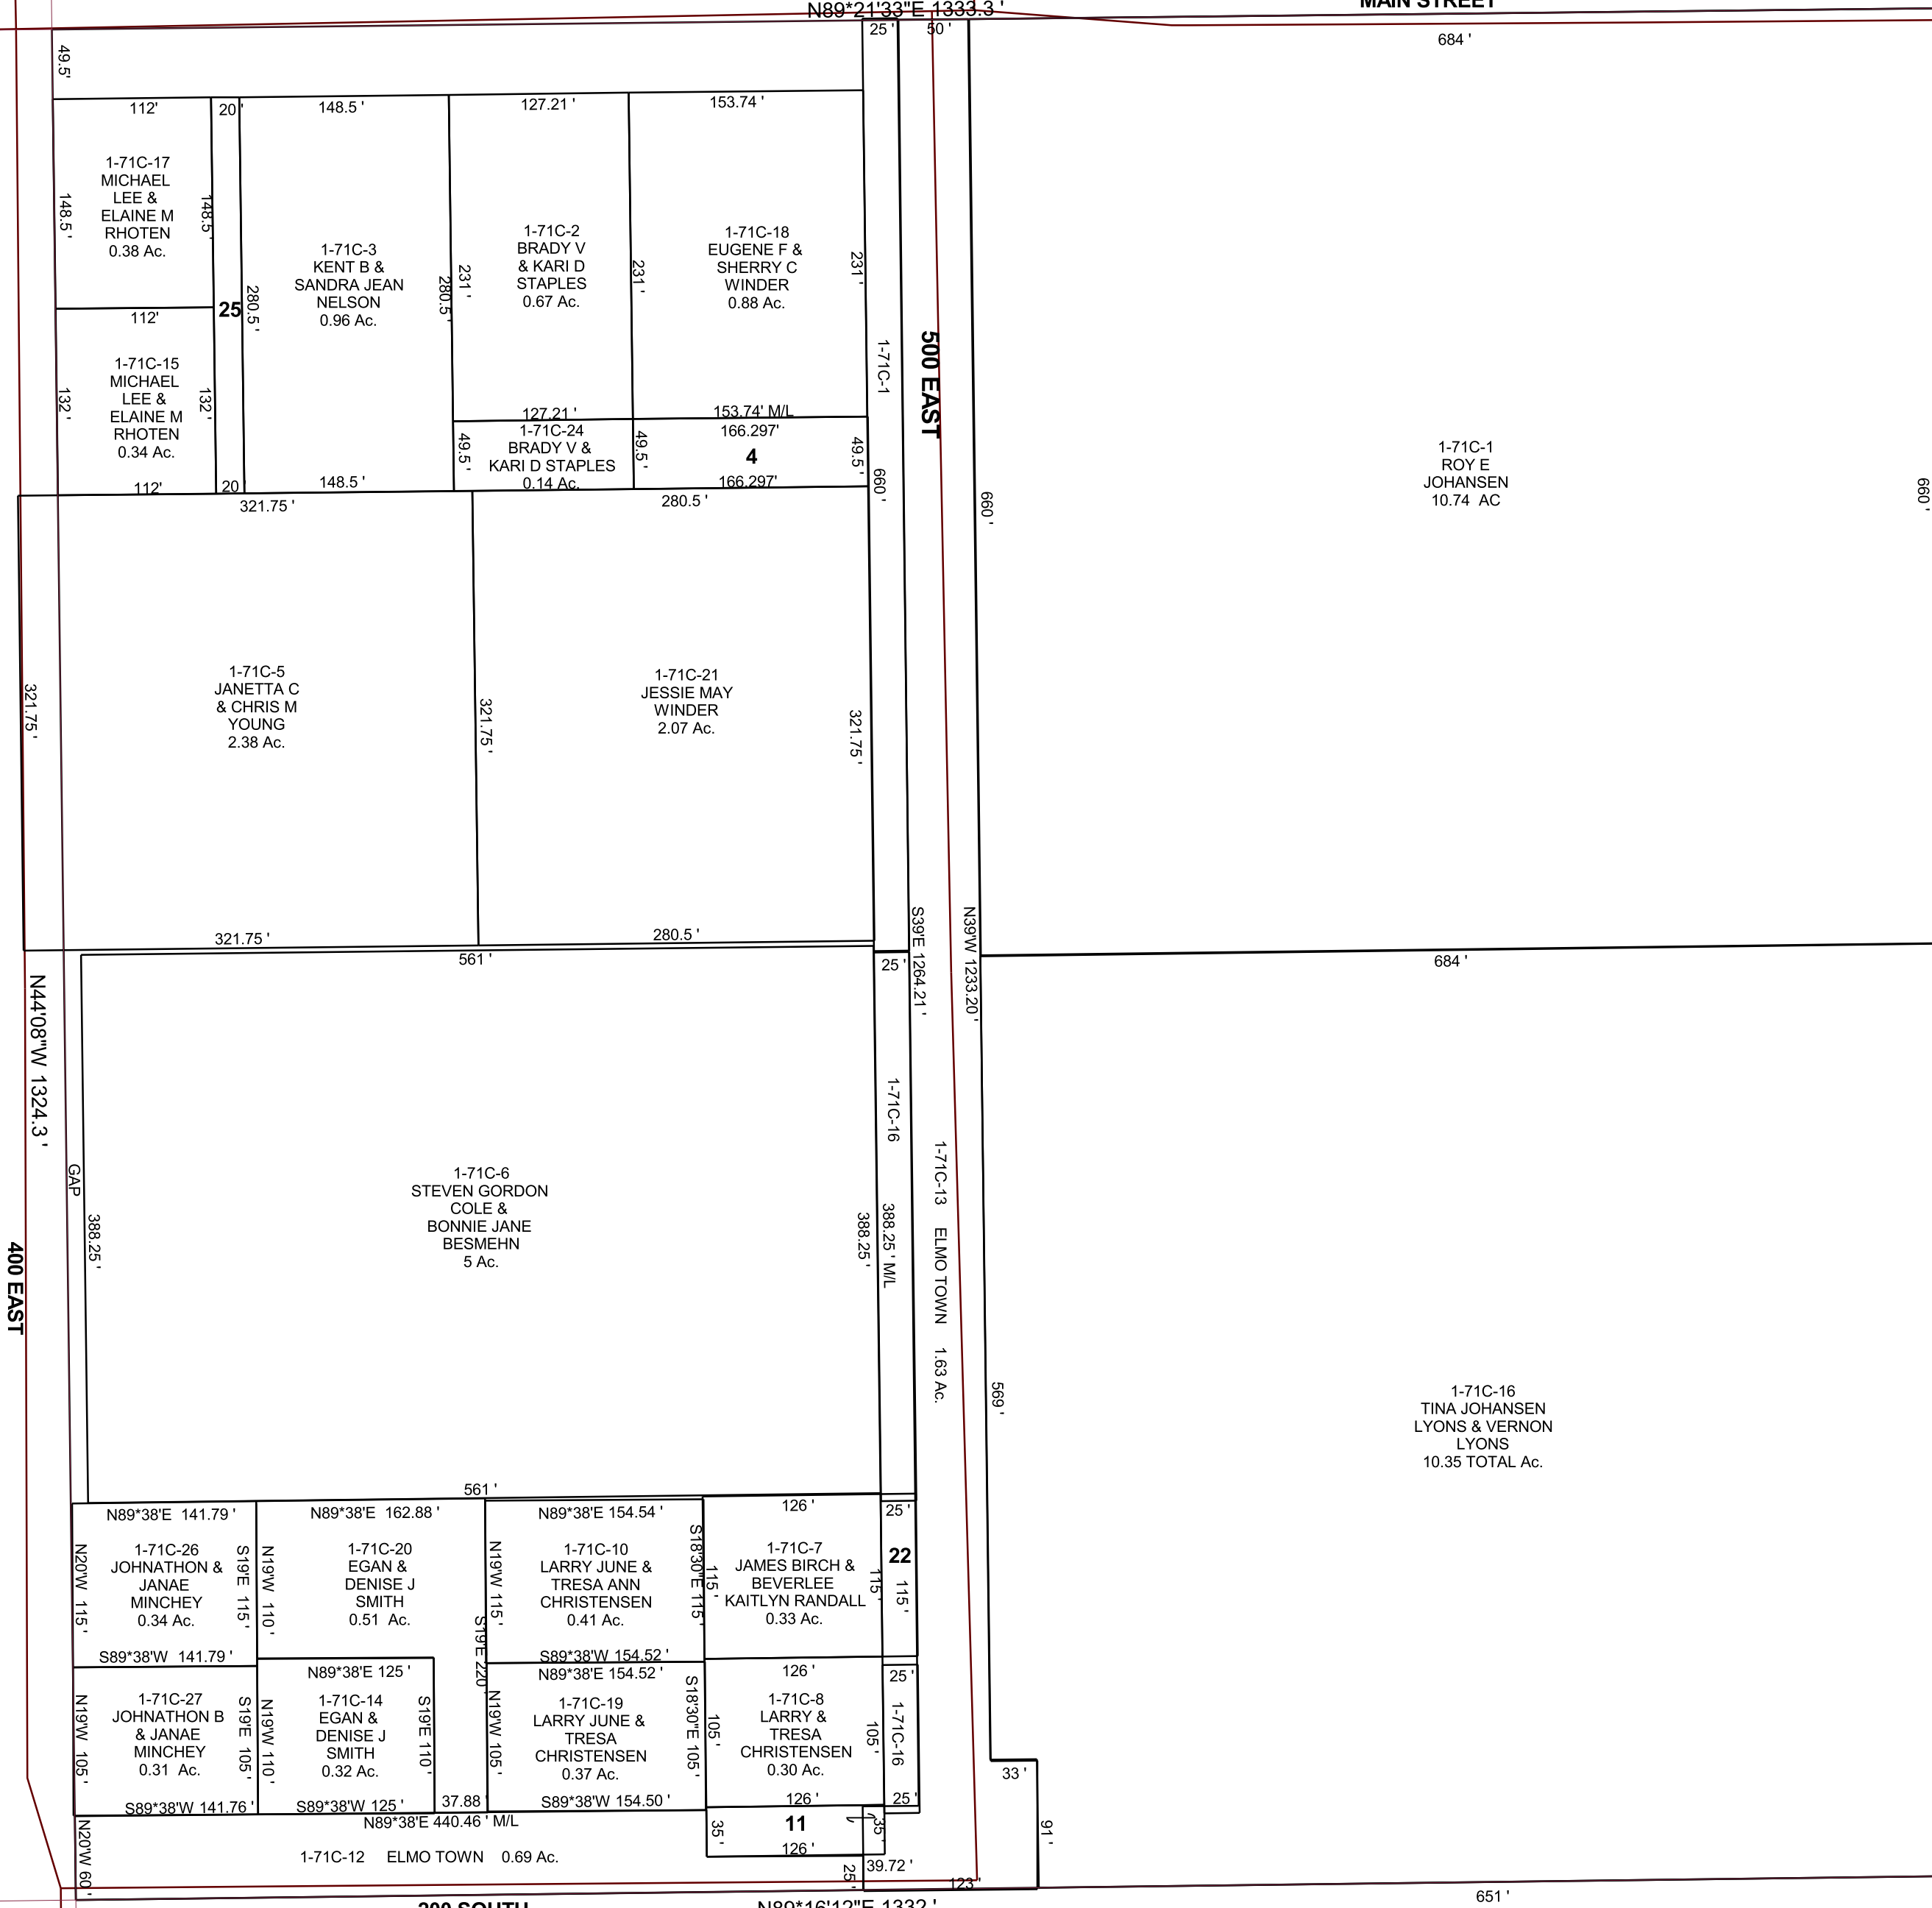 N89*21'33"E 1333.3 '
MAIN STREET
25 '
50 '
684 '
49.5'
112'
20 '
148.5 '
127.21 '
153.74 '
1-71C-17
MICHAEL
LEE &
ELAINE M
RHOTEN
0.38 Ac.
148.5 '
148.5 '
25
280.5 '
1-71C-3
KENT B &
SANDRA JEAN
NELSON
0.96 Ac.
280.5 '
231 '
1-71C-2
BRADY V
& KARI D
STAPLES
0.67 Ac.
231 '
1-71C-18
EUGENE F &
SHERRY C
WINDER
0.88 Ac.
231 '
1-71C-1
500 EAST
112'
1-71C-15
MICHAEL
LEE &
ELAINE M
RHOTEN
0.34 Ac.
132 '
132 '
112'
20 '
148.5 '
127.21 '
1-71C-24
BRADY V &
KARI D STAPLES
0.14 Ac.
49.5 '
49.5 '
153.74' M/L
166.297'
4
166.297'
49.5 '
660 '
660 '
1-71C-1
ROY E
JOHANSEN
10.74 AC
660 '
321.75 '
280.5 '
321.75 '
1-71C-5
JANETTA C
& CHRIS M
YOUNG
2.38 Ac.
321.75 '
1-71C-21
JESSIE MAY
WINDER
2.07 Ac.
321.75 '
321.75 '
280.5 '
561 '
25 '
S39'E 1264.21 '
N39'W 1233.20 '
684 '
N44'08"W 1324.3 '
GAP
388.25 '
400 EAST
1-71C-6
STEVEN GORDON
COLE &
BONNIE JANE
BESMEHN
5 Ac.
388.25 '
1-71C-16
388.25 ' M/L
1-71C-13 ELMO TOWN 1.63 Ac.
569 '
1-71C-16
TINA JOHANSEN
LYONS & VERNON
LYONS
10.35 TOTAL Ac.
561 '
N89*38'E 141.79 '
N89*38'E 162.88 '
N89*38'E 154.54 '
126 '
25 '
N20'W 115 '
1-71C-26
JOHNATHON &
JANAE
MINCHEY
0.34 Ac.
S19'E 115 '
N19'W 110 '
1-71C-20
EGAN &
DENISE J
SMITH
0.51 Ac.
S19'E 220 '
N19'W 115 '
1-71C-10
LARRY JUNE &
TRESA ANN
CHRISTENSEN
0.41 Ac.
S18'30"E 115 '
115 '
1-71C-7
JAMES BIRCH &
BEVERLEE
KAITLYN RANDALL
0.33 Ac.
115 '
22
115 '
S89*38'W 141.79 '
N89*38'E 125 '
S89*38'W 154.52 '
N89*38'E 154.52 '
126 '
25 '
N19'W 105 '
1-71C-27
JOHNATHON B
& JANAE
MINCHEY
0.31 Ac.
S19'E 105 '
N19'W 110 '
1-71C-14
EGAN &
DENISE J
SMITH
0.32 Ac.
S19'E 110 '
N19'W 105 '
1-71C-19
LARRY JUNE &
TRESA
CHRISTENSEN
0.37 Ac.
S18'30"E 105 '
105 '
1-71C-8
LARRY &
TRESA
CHRISTENSEN
0.30 Ac.
105 '
1-71C-16
33 '
S89*38'W 141.76 '
S89*38'W 125 '
37.88 '
S89*38'W 154.50 '
126 '
25 '
N89*38'E 440.46 ' M/L
35 '
11
35 '
91 '
126 '
N20'W 60 '
1-71C-12 ELMO TOWN 0.69 Ac.
25 '
39.72 '
123 '
651 '
200 SOUTH
N89*16'12"E 1332 '